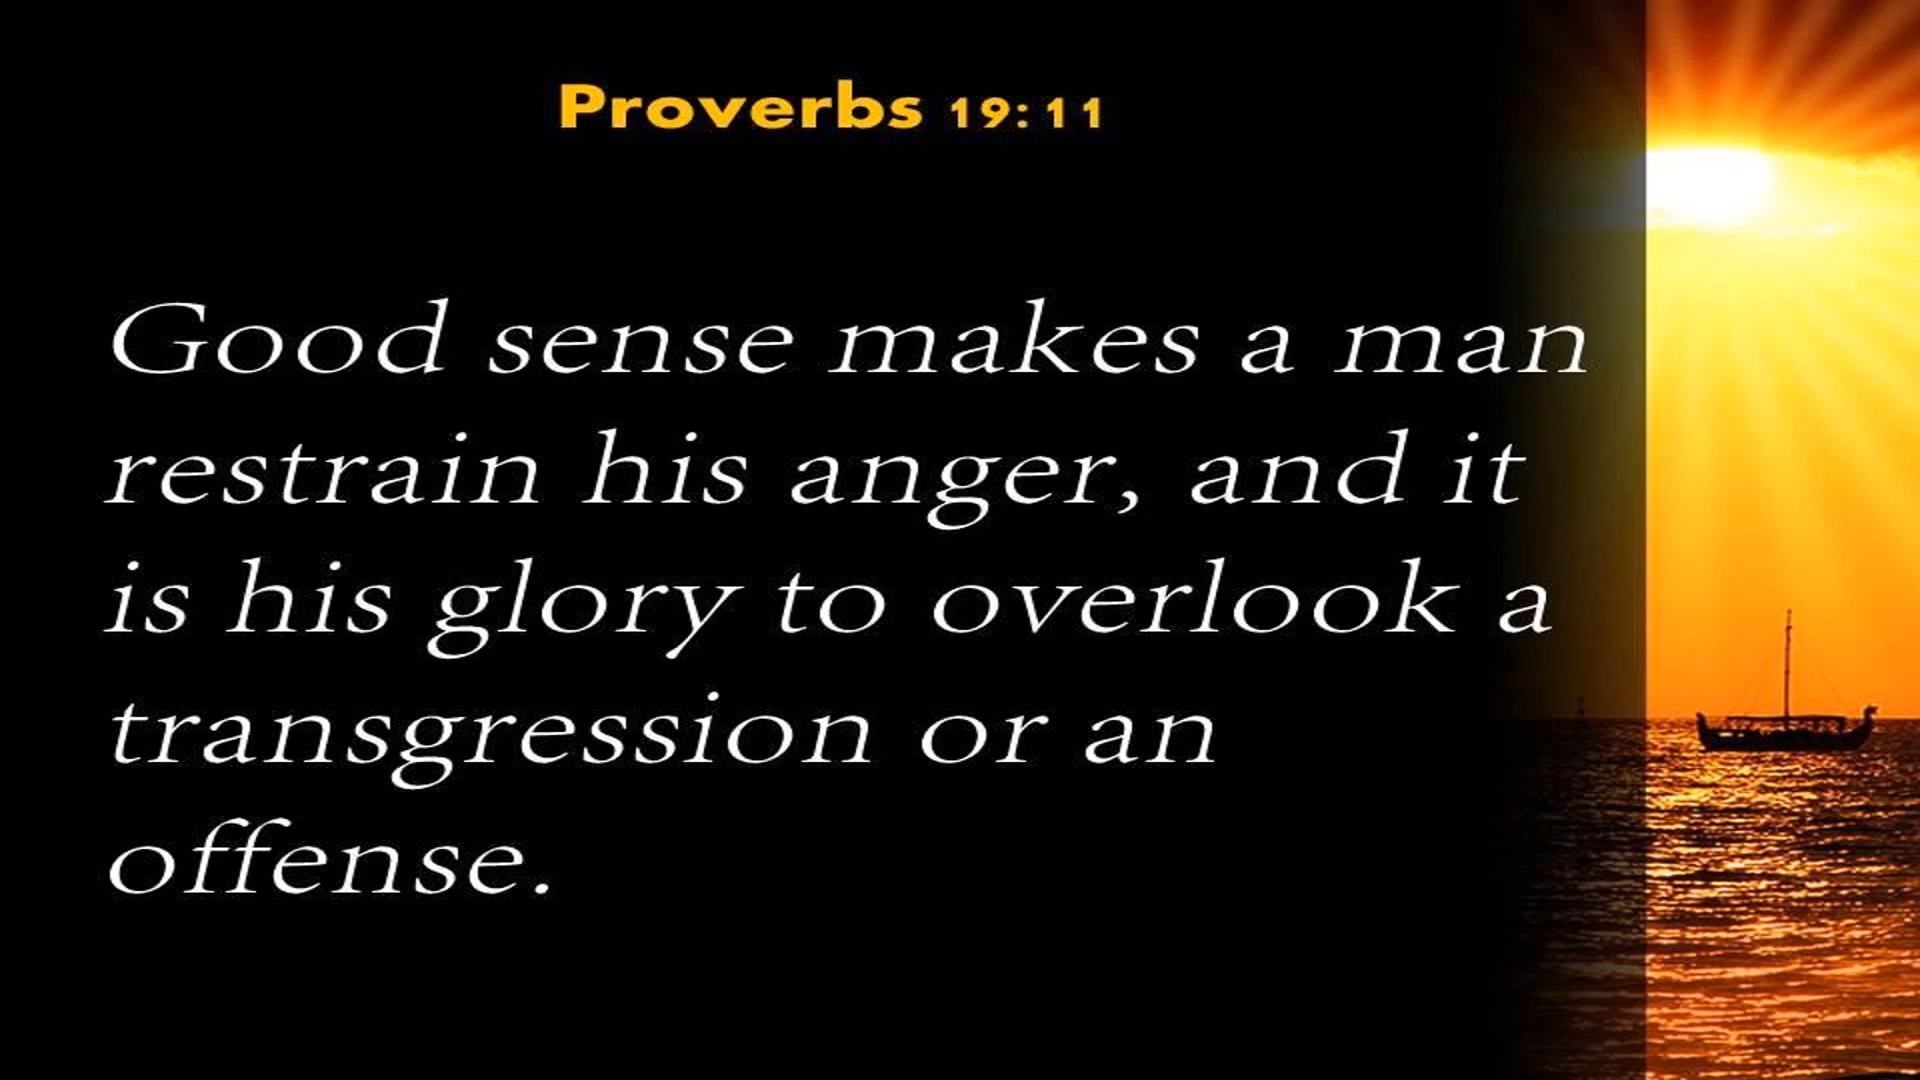 Proverbs 19:11
Good sense makes a man
restrain his anger, and it
is his glory to overlook a
transgression or an
offense.